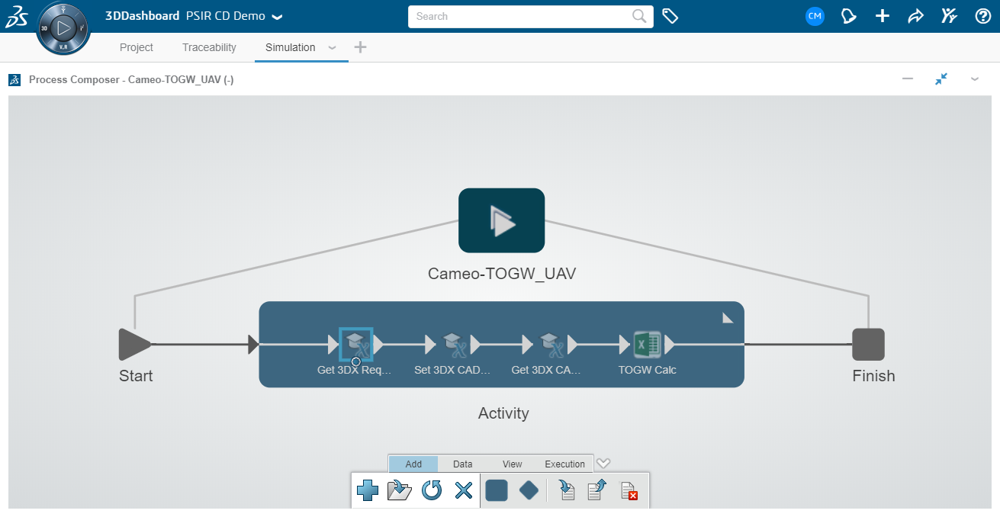 3DDashboard PSIR CD Demo
Search
CM
3D
V.R
Project Traceability Simulation
Process Composer - Cameo-TOGW_UAV (-)
Cameo-TOGW_UAV
Start
Get 3DX Req... Set 3DX CAD... Get 3DX CA... TOGW Calc
Finish
Activity
Add Data View Execution